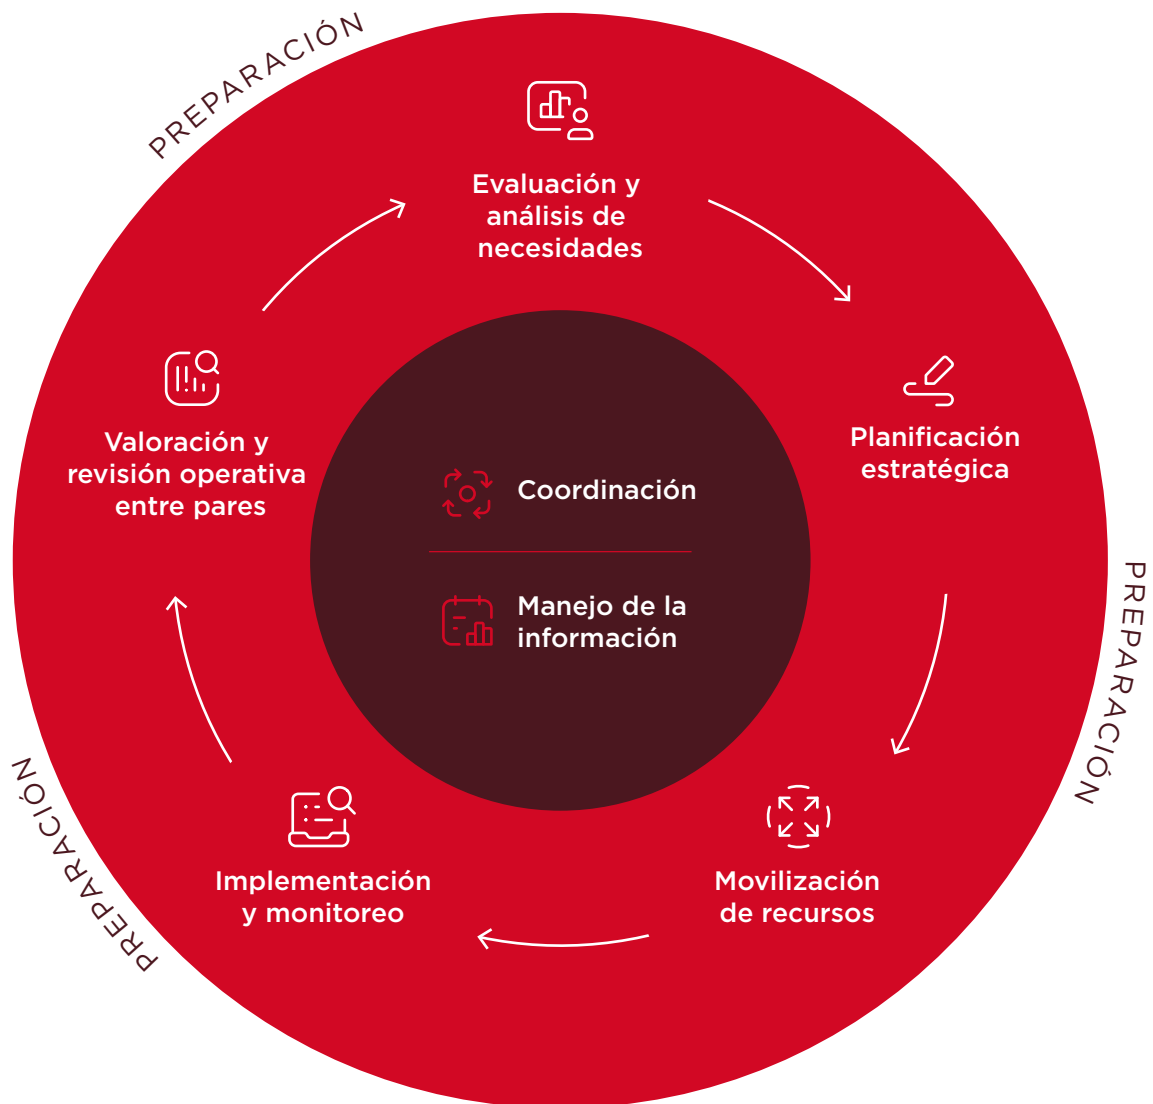 PREPARACIÓN
Evaluación y
análisis de
necesidades
Planificación
estratégica
PREPARACIÓN
Movilización
de recursos
Implementación
y monitoreo
PREPARACIÓN
Valoración y
revisión operativa
entre pares
Coordinación
Manejo de la
información